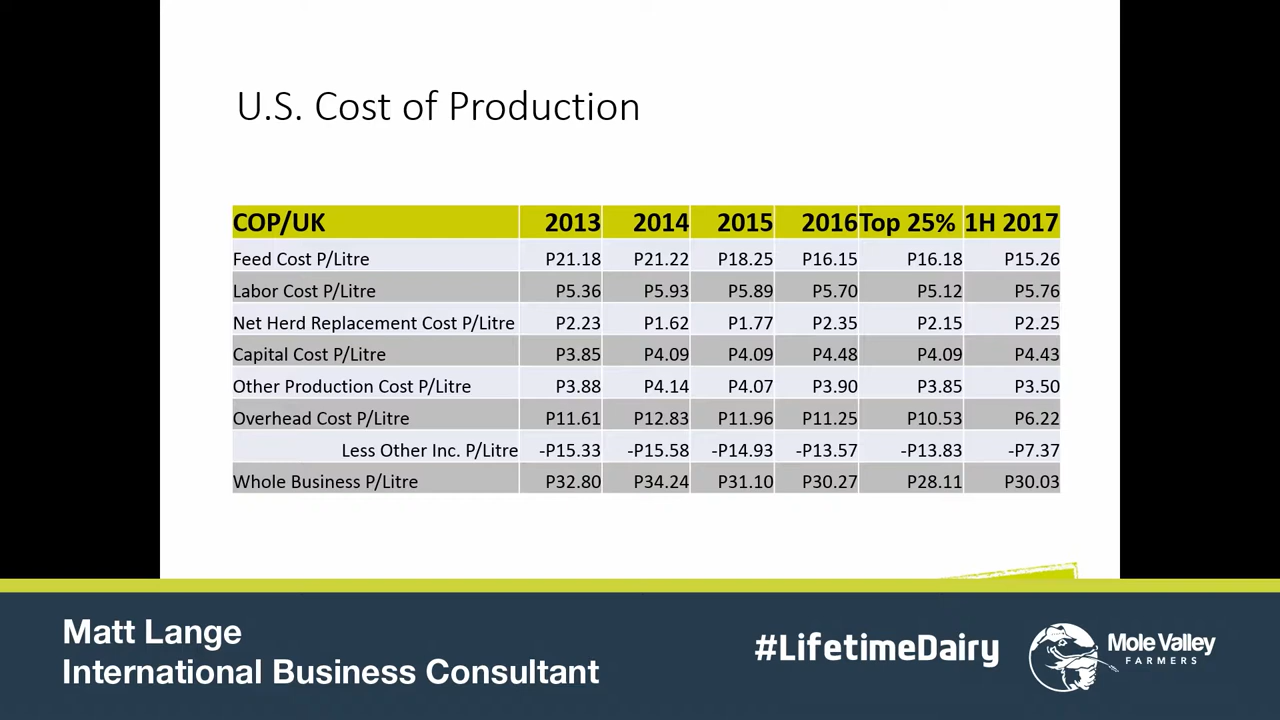 U.S. Cost of Production
COP/UK 2013 2014 2015 2016 Top 25% 1H 2017
Feed Cost P/Litre P21.18 P21.22 P18.25 P16.15 P16.18 P15.26
Labor Cost P/Litre P5.36 P5.93 P5.89 P5.70 P5.12 P5.76
Net Herd Replacement Cost P/Litre P2.23 P1.62 P1.77 P2.35 P2.15 P2.25
Capital Cost P/Litre P3.85 P4.09 P4.09 P4.48 P4.09 P4.43
Other Production Cost P/Litre P3.88 P4.14 P4.07 P3.90 P3.85 P3.50
Overhead Cost P/Litre P11.61 P12.83 P11.96 P11.25 P10.53 P6.22
Less Other Inc. P/Litre -P15.33 -P15.58 -P14.93 -P13.57 -P13.83 -P7.37
Whole Business P/Litre P32.80 P34.24 P31.10 P30.27 P28.11 P30.03
Matt Lange
International Business Consultant
#LifetimeDairy
Mole Valley
FARMERS